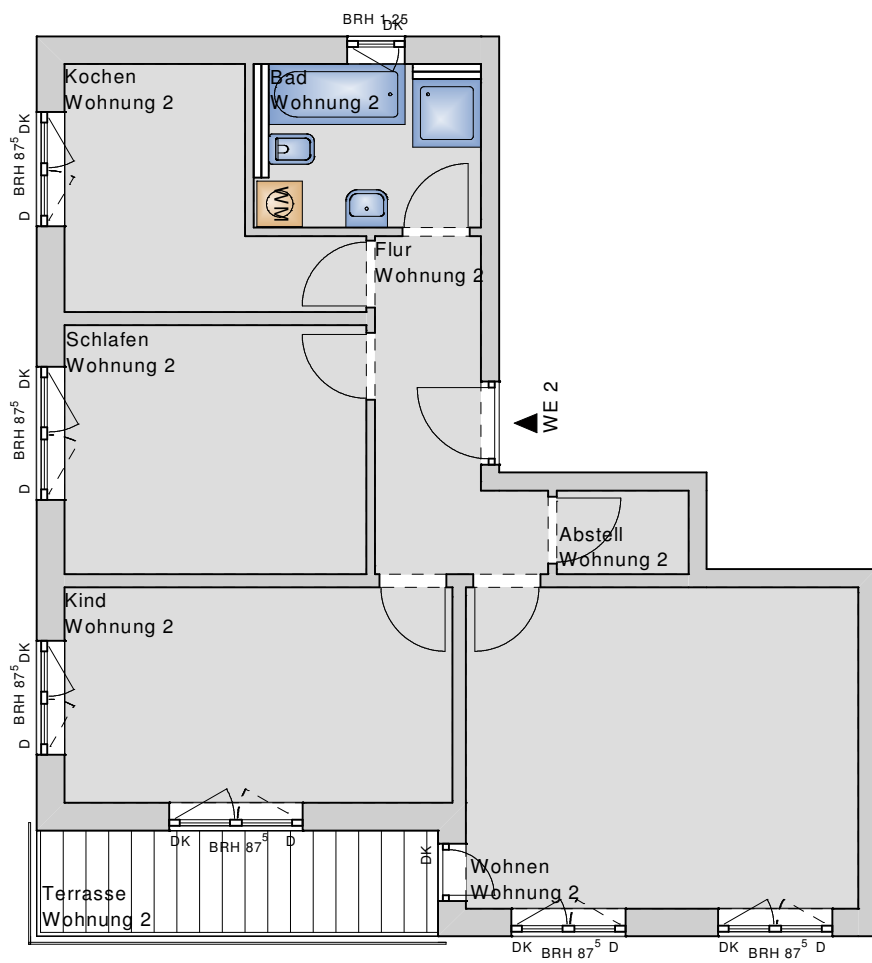 BRH 1.25
DK
Kochen
Wohnung 2
Bad
Wohnung 2
BRH 87⁵ DK
D
WM
Flur
Wohnung 2
Schlafen
Wohnung 2
DK
BRH 87⁵
D
WE 2
Abstell
Wohnung 2
Kind
Wohnung 2
BRH 87⁵ DK
D
DK
BRH 87⁵
D
DK
Wohnen
Wohnung 2
Terrasse
Wohnung 2
DK BRH 87⁵ D
DK BRH 87⁵ D